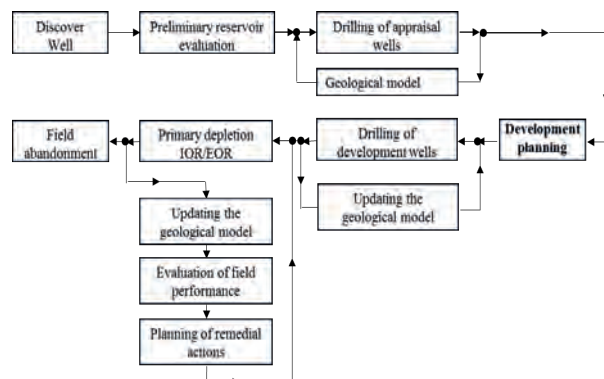 Discover
Well
Preliminary reservoir
evaluation
Drilling of appraisal
wells
Geological model
Field
abandonment
Primary depletion
IOR/EOR
Drilling of
development wells
Development
planning
Updating the
geological model
Updating the
geological model
Evaluation of field
performance
Planning of remedial
actions